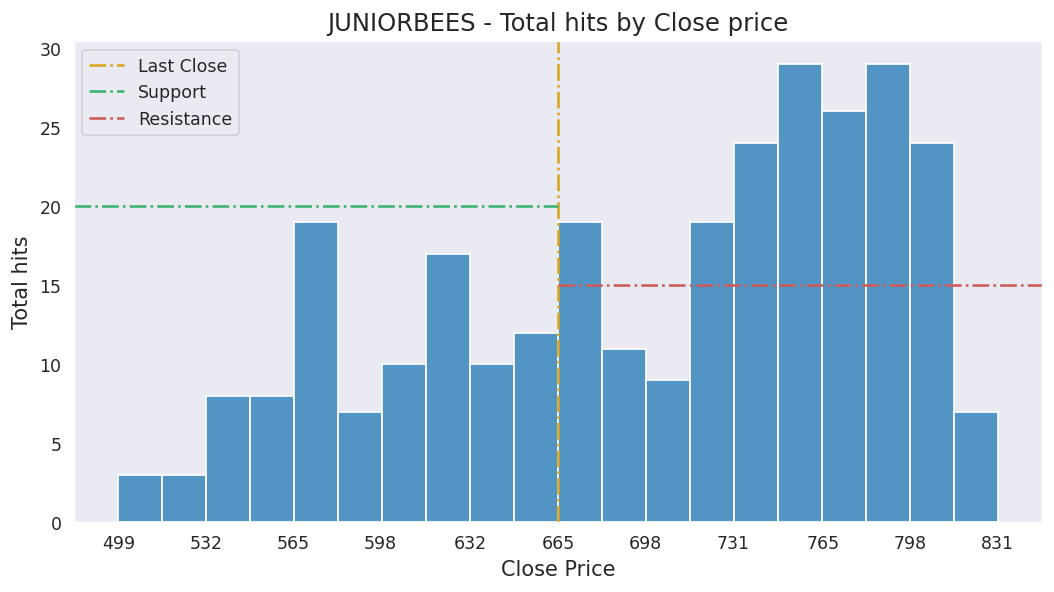 JUNIORBEES - Total hits by Close price
Last Close
Support
Resistance
Total hits
30
25
20
15
10
5
0
499 532 565 598 632 665 698 731 765 798 831
Close Price